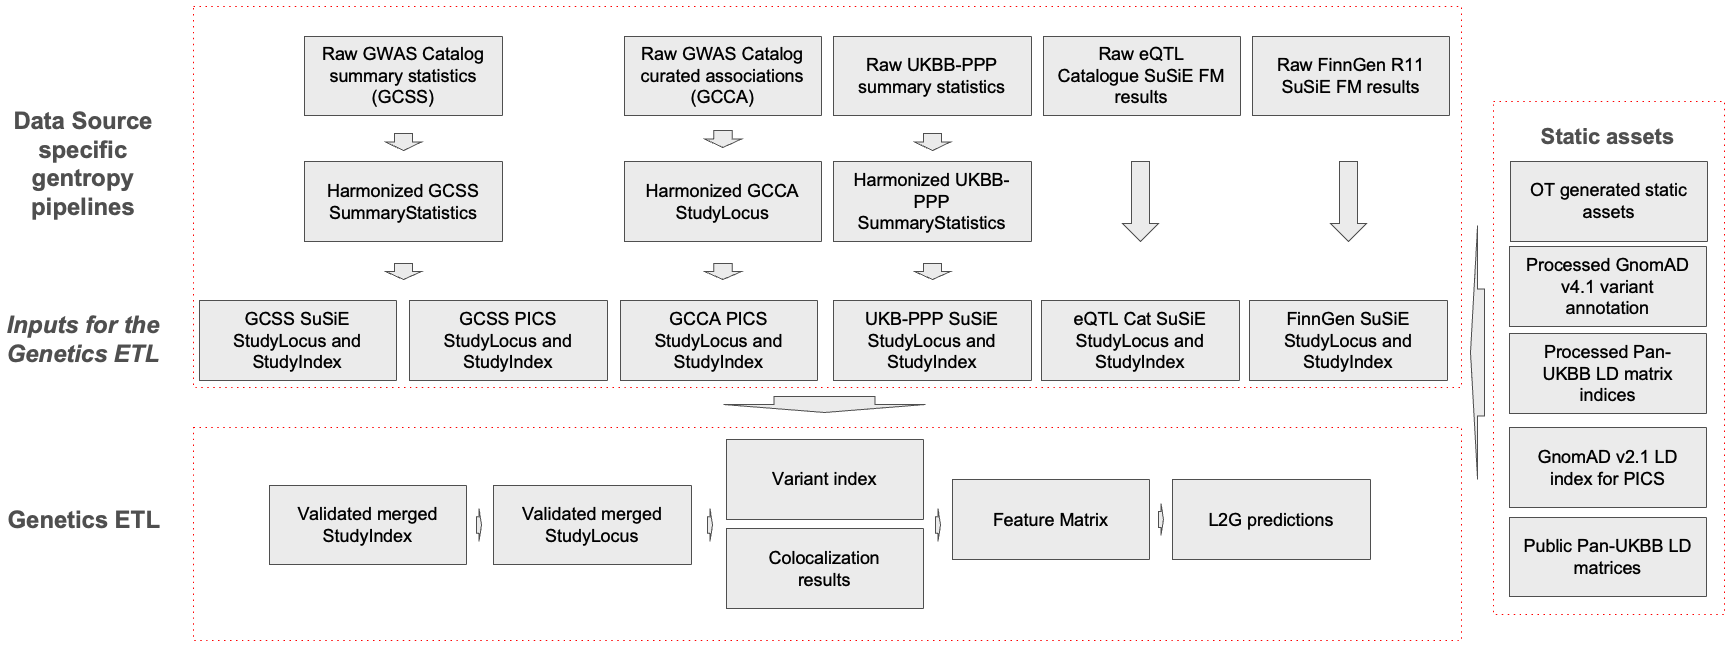 Data Source
specific
gentropy
pipelines
Raw GWAS Catalog
summary statistics
(GCSS)
Raw GWAS Catalog
curated associations
(GCCA)
Raw UKBB-PPP
summary statistics
Raw eQTL
Catalogue SuSiE FM
results
Raw FinnGen R11
SuSiE FM results
Harmonized GCSS
SummaryStatistics
Harmonized GCCA
StudyLocus
Harmonized UKBB-
PPP
SummaryStatistics
Inputs for the
Genetics ETL
GCSS SuSiE
StudyLocus and
StudyIndex
GCSS PICS
StudyLocus and
StudyIndex
GCCA PICS
StudyLocus and
StudyIndex
UKB-PPP SuSiE
StudyLocus and
StudyIndex
eQTL Cat SuSiE
StudyLocus and
StudyIndex
FinnGen SuSiE
StudyLocus and
StudyIndex
Genetics ETL
Validated merged
StudyIndex
Validated merged
StudyLocus
Variant index
Colocalization
results
Feature Matrix
L2G predictions
Static assets
OT generated static
assets
Processed GnomAD
v4.1 variant
annotation
Processed Pan-
UKBB LD matrix
indices
GnomAD v2.1 LD
index for PICS
Public Pan-UKBB LD
matrices